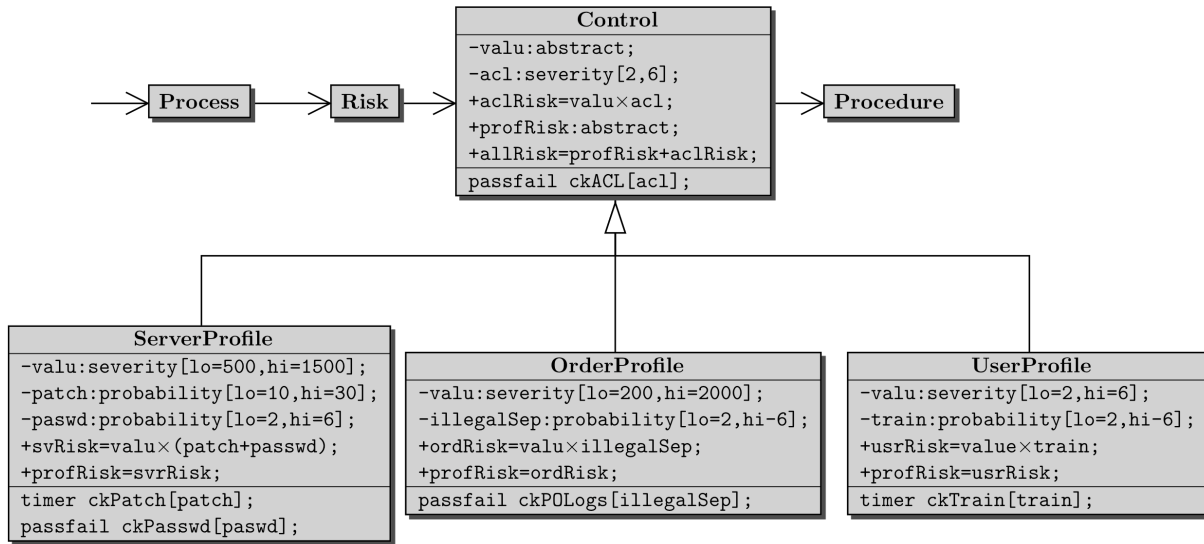 Control
-valu:abstract;
-acl:severity[2,6];
+aclRisk=valu×acl;
+profRisk:abstract;
+allRisk=profRisk+aclRisk;
passfail ckACL[acl];
Process
Risk
Procedure
ServerProfile
-valu:severity[lo=500,hi=1500];
-patch:probability[lo=10,hi=30];
-paswd:probability[lo=2,hi=6];
+svRisk=valu×(patch+passwd);
+profRisk=svrRisk;
timer ckPatch[patch];
passfail ckPasswd[paswd];
OrderProfile
-valu:severity[lo=200,hi=2000];
-illegalSep:probability[lo=2,hi-6];
+ordRisk=valu×illegalSep;
+profRisk=ordRisk;
passfail ckPOLogs[illegalSep];
UserProfile
-valu:severity[lo=2,hi=6];
-train:probability[lo=2,hi-6];
+usrRisk=value×train;
+profRisk=usrRisk;
timer ckTrain[train];